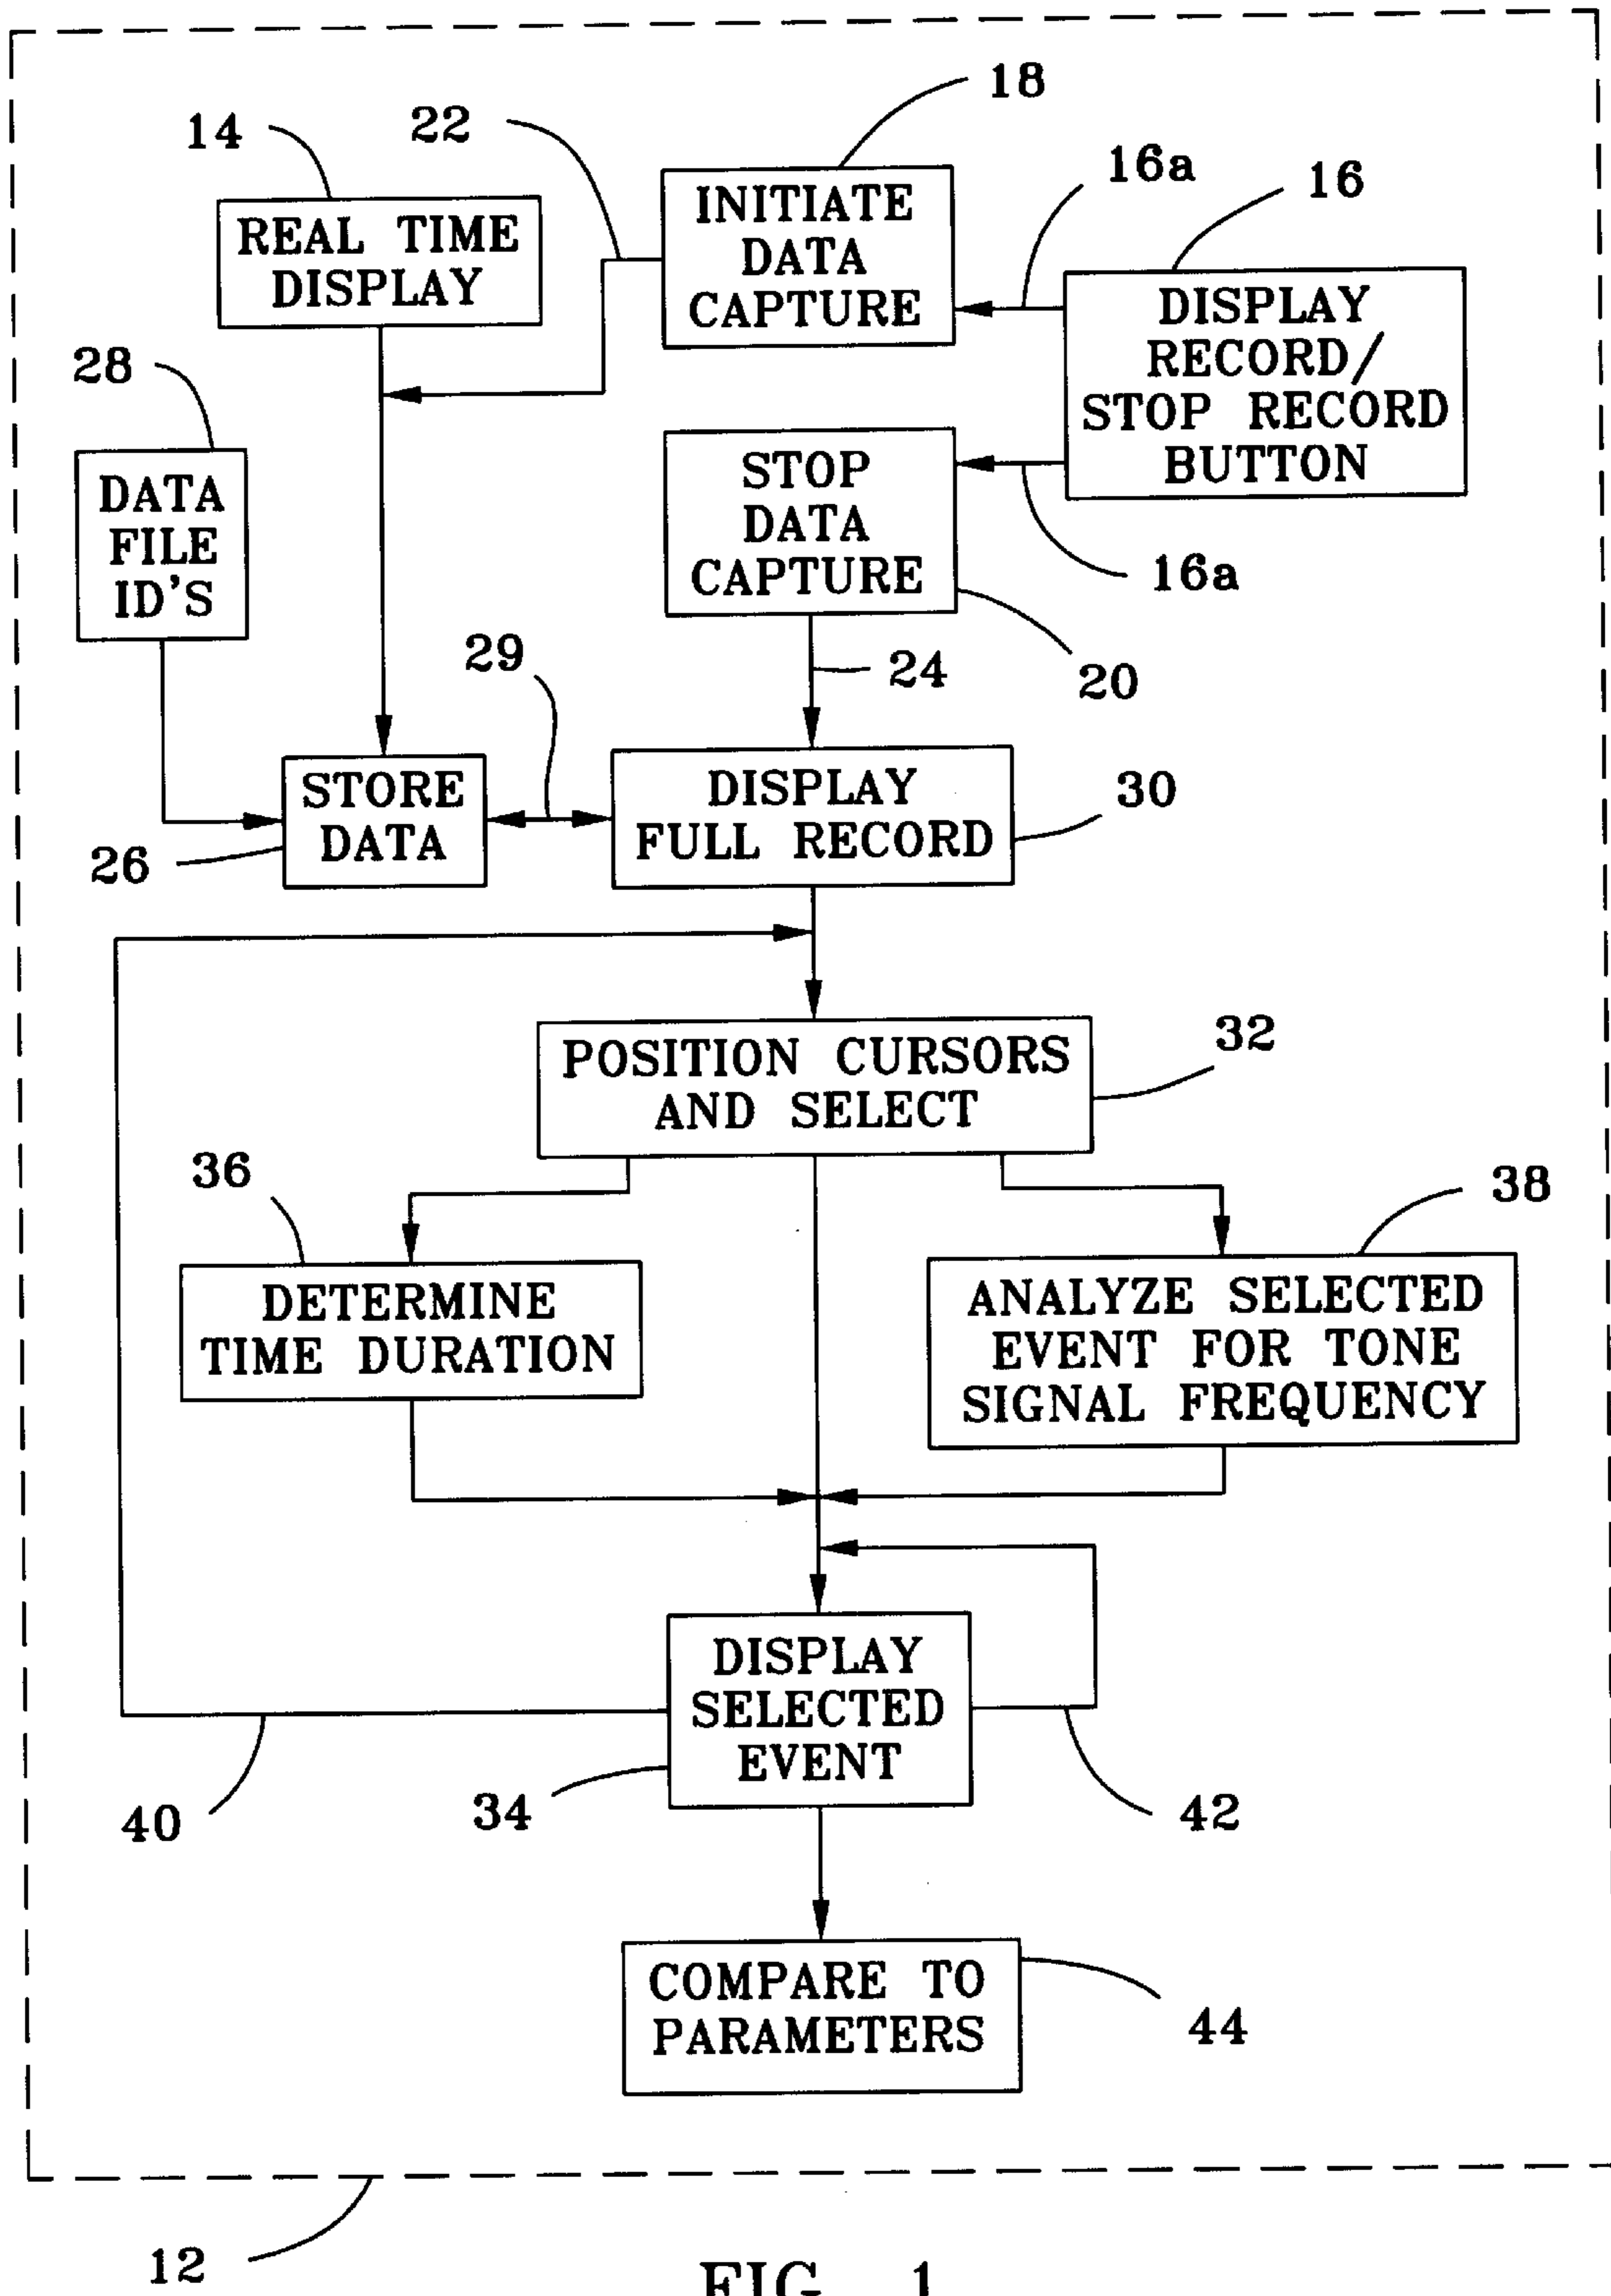 18
22
14
16a
16
INITIATE
DATA
CAPTURE
REAL TIME
DISPLAY
DISPLAY
RECORD/
STOP RECORD
BUTTON
28
STOP
DATA
CAPTURE
DATA
FILE
ID'S
16a
29
24
20
STORE
DATA
DISPLAY
FULL RECORD
30
26
32
POSITION CURSORS
AND SELECT
36
38
DETERMINE
TIME DURATION
ANALYZE SELECTED
EVENT FOR TONE
SIGNAL FREQUENCY
DISPLAY
SELECTED
EVENT
40
34
42
COMPARE TO
PARAMETERS
44
12
FIG. 1